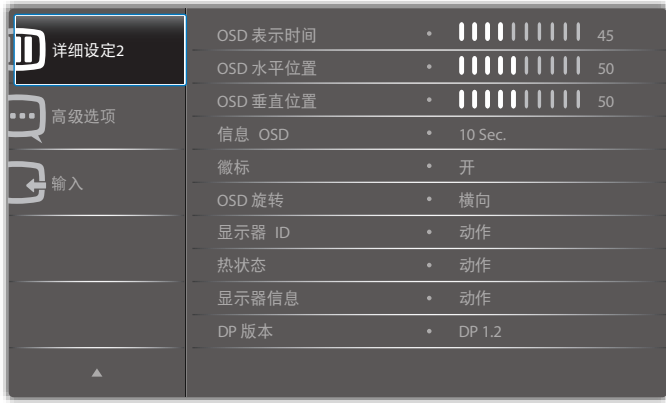 详细设定2
高级选项
输入
OSD 表示时间 • 45
OSD 水平位置 • 50
OSD 垂直位置 • 50
信息 OSD • 10 Sec.
徽标 • 开
OSD 旋转 • 横向
显示器 ID • 动作
热状态 • 动作
显示器信息 • 动作
DP 版本 • DP 1.2